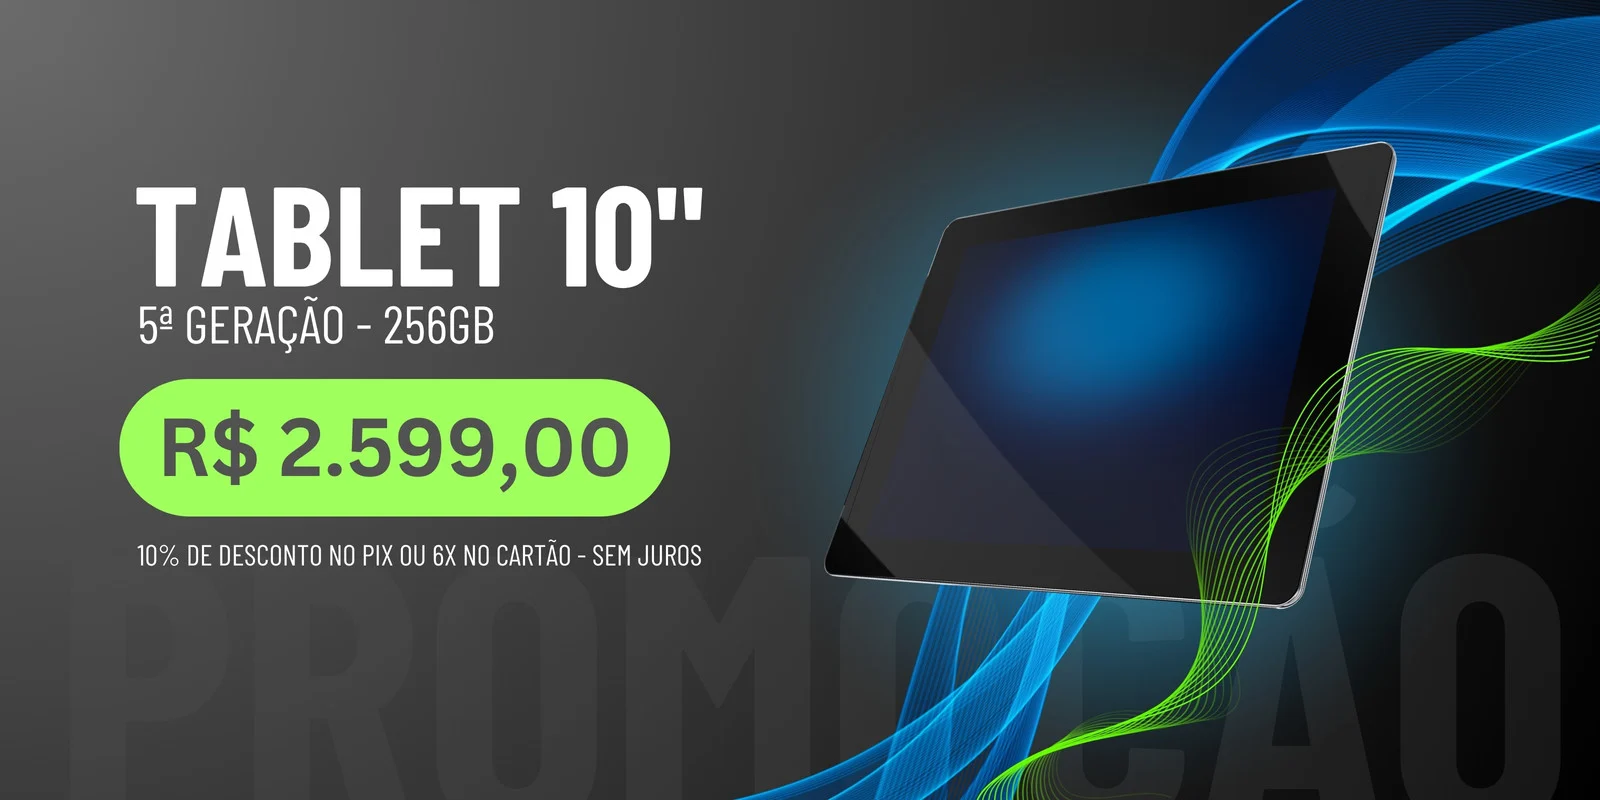 TABLET 10"
5ª GERAÇÃO - 256GB
R$ 2.599,00
10% DE DESCONTO NO PIX OU 6X NO CARTÃO - SEM JUROS
PROMOÇÃO